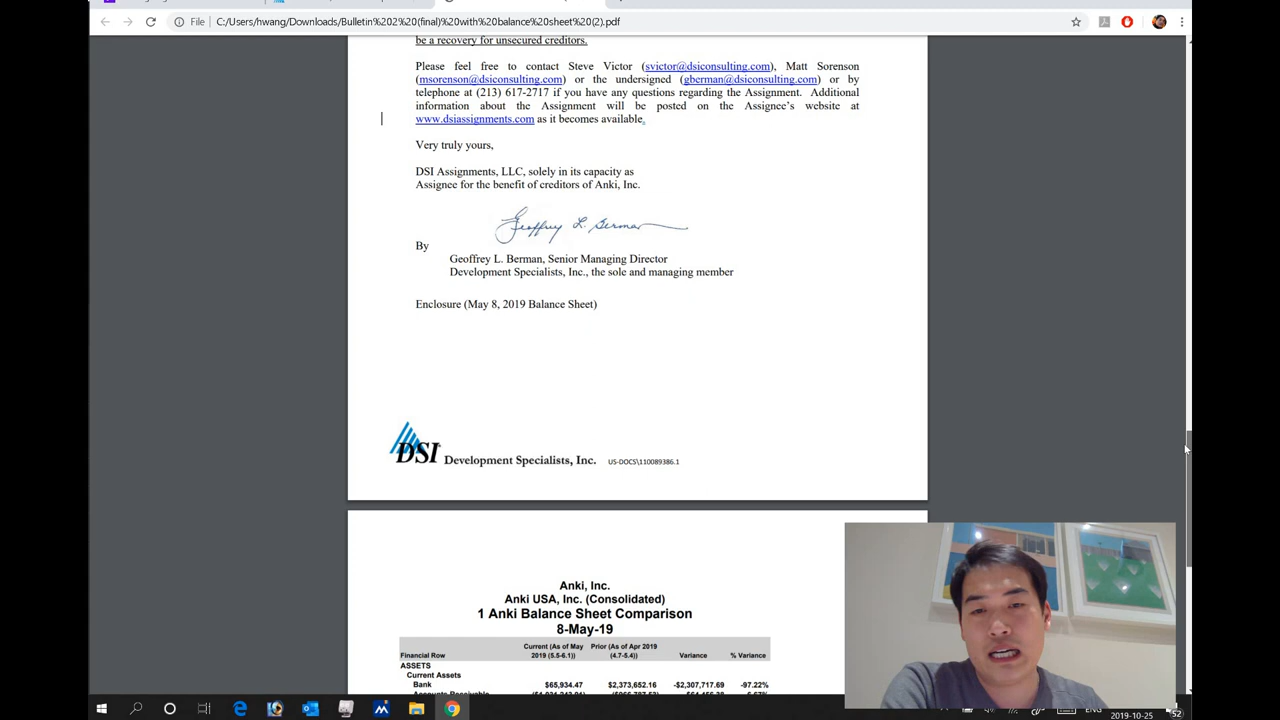 File C:/Users/hwang/Downloads/Bulletin%202%20(final)%20with%20balance%20sheet%20(2).pdf
be a recovery for unsecured creditors.
Please feel free to contact Steve Victor (svictor@dsiconsulting.com), Matt Sorenson
(msorenson@dsiconsulting.com) or the undersigned (gberman@dsiconsulting.com) or by
telephone at (213) 617-2717 if you have any questions regarding the Assignment. Additional
information about the Assignment will be posted on the Assignee's website at
www.dsiassignments.com as it becomes available.
Very truly yours,
DSI Assignments, LLC, solely in its capacity as
Assignee for the benefit of creditors of Anki, Inc.
Geoffrey L. Berman
By
Geoffrey L. Berman, Senior Managing Director
Development Specialists, Inc., the sole and managing member
Enclosure (May 8, 2019 Balance Sheet)
DSI Development Specialists, Inc. US-DOCS\110089386.1
Anki, Inc.
Anki USA, Inc. (Consolidated)
1 Anki Balance Sheet Comparison
8-May-19
Financial Row Current (As of May 2019 (5.5-6.1)) Prior (As of Apr 2019 (4.7-5.4)) Variance % Variance
ASSETS
Current Assets
Bank $65,934.47 $2,373,652.16 -$2,307,717.69 -97.22%
ENG
2019-10-25
52